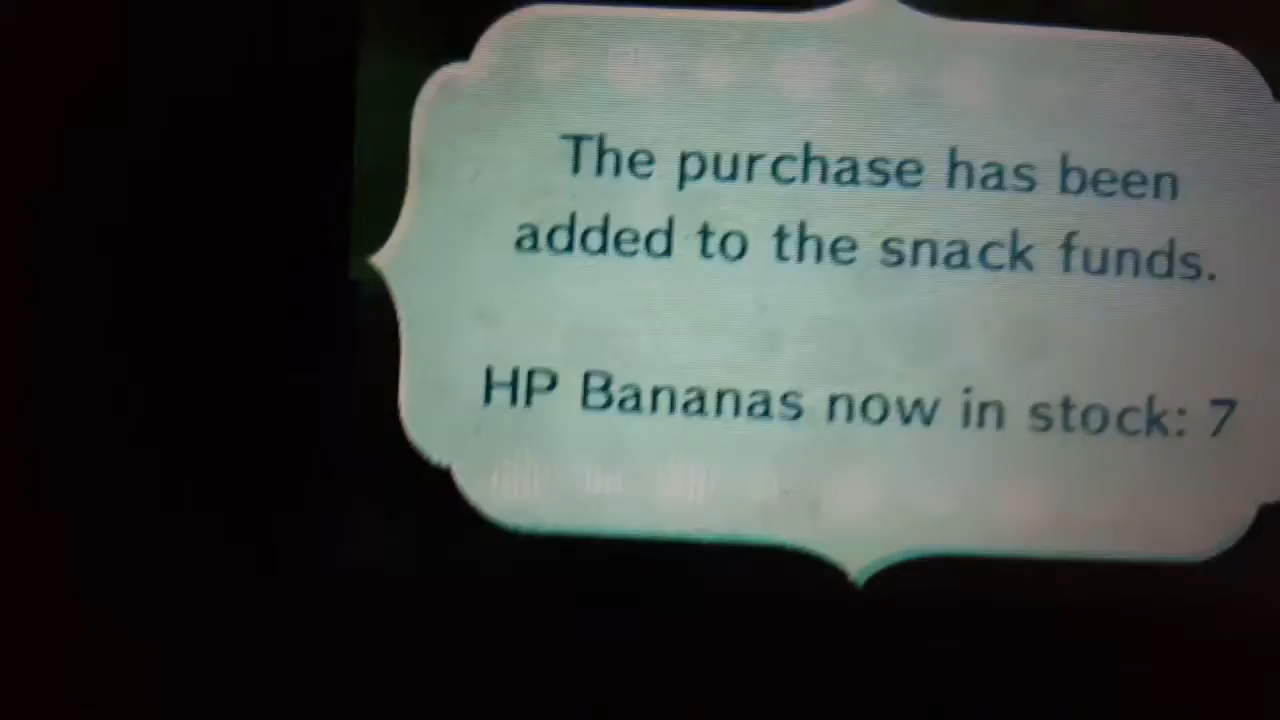 The purchase has been
added to the snack funds.
HP Bananas now in stock: 7